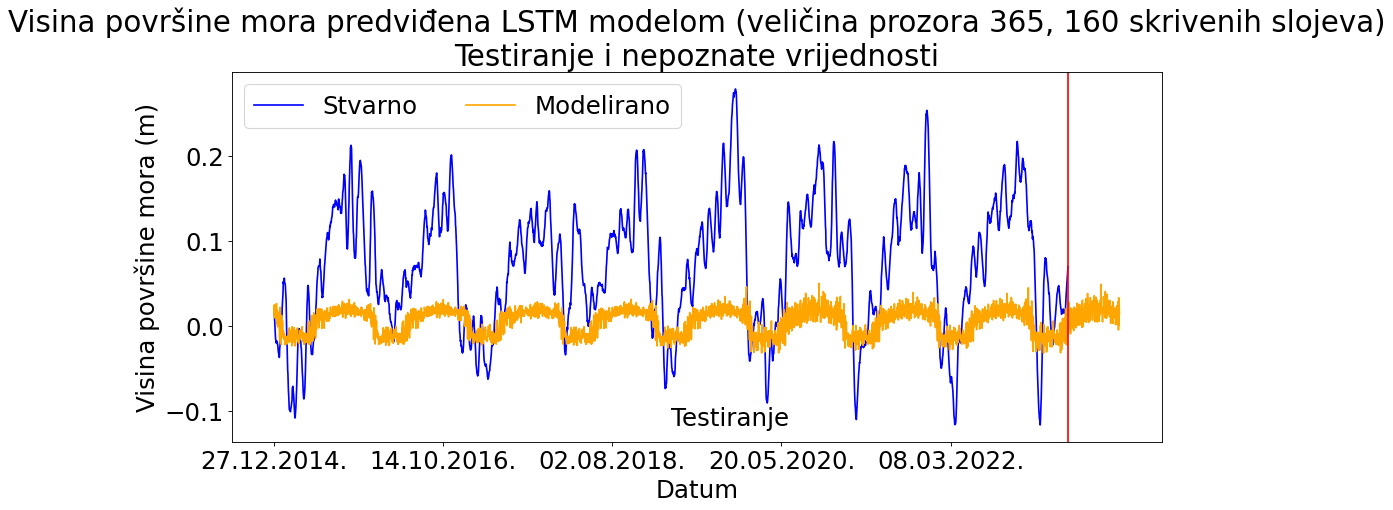 Visina površine mora predviđena LSTM modelom (veličina prozora 365, 160 skrivenih slojeva)
Testiranje i nepoznate vrijednosti
Stvarno Modelirano
Visina površine mora (m)
0.2
0.1
0.0
−0.1
Testiranje
27.12.2014. 14.10.2016. 02.08.2018. 20.05.2020. 08.03.2022.
Datum